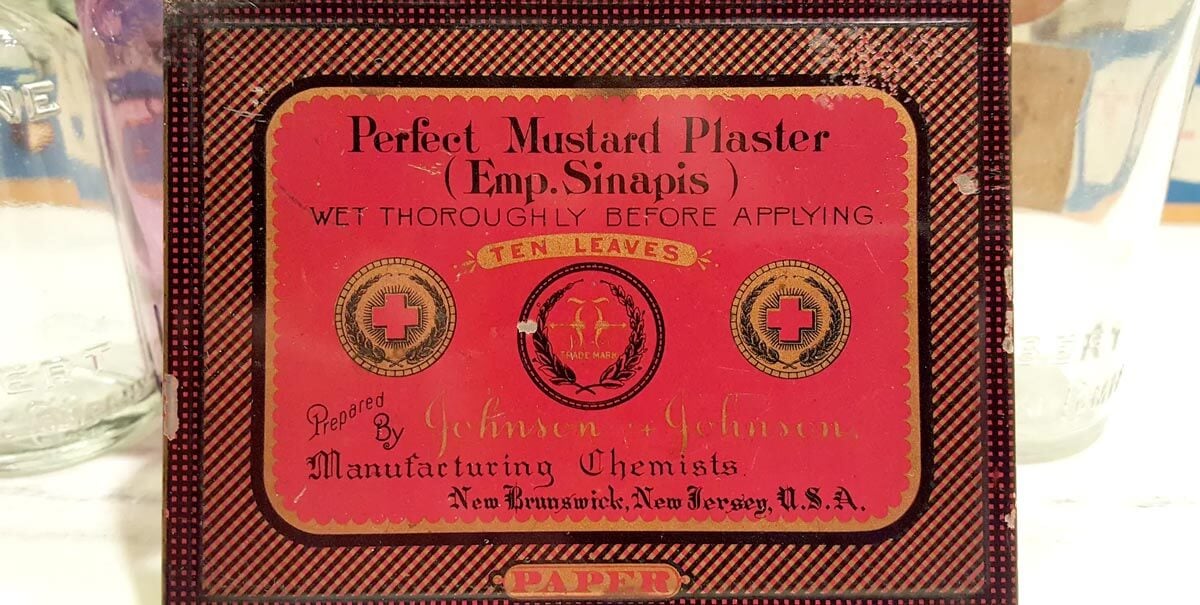 Perfect Mustard Plaster
(Emp. Sinapis)
WET THOROUGHLY BEFORE APPLYING.
TEN LEAVES
TRADE MARK
Prepared
By Johnson & Johnson.
Manufacturing Chemists.
New Brunswick, New Jersey, U.S.A.
PAPER